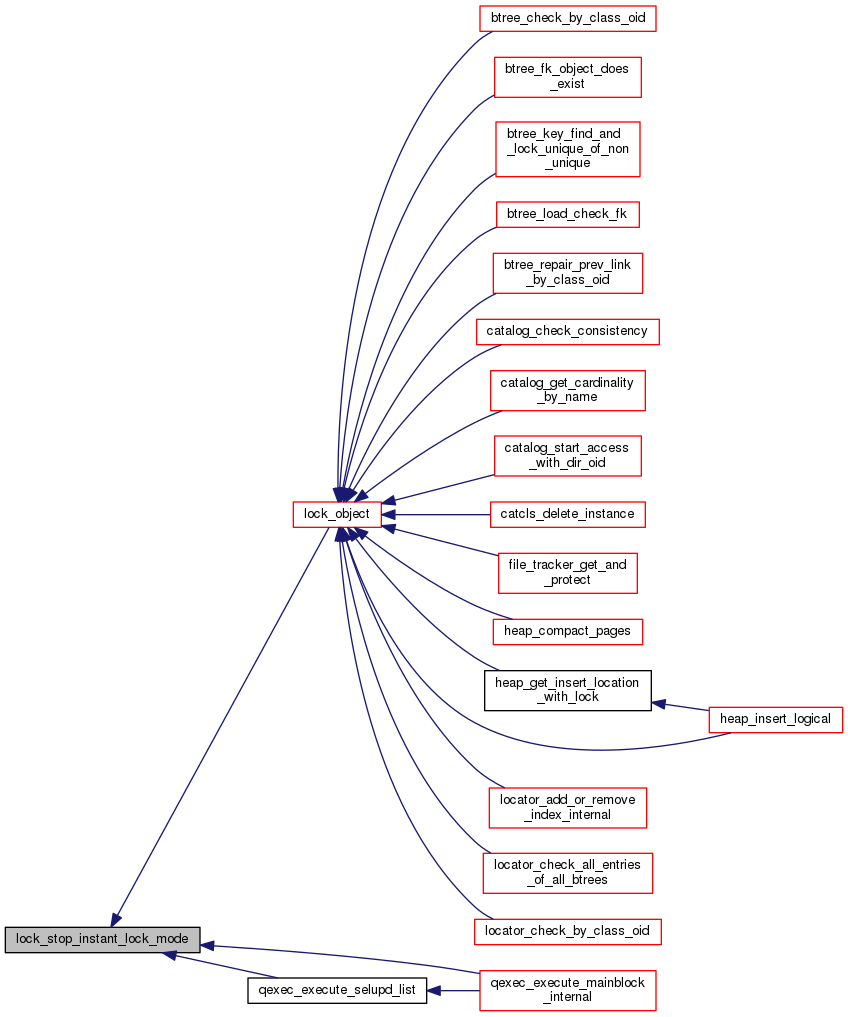 btree_check_by_class_oid
btree_fk_object_does
_exist
btree_key_find_and
_lock_unique_of_non
_unique
btree_load_check_fk
btree_repair_prev_link
_by_class_oid
catalog_check_consistency
catalog_get_cardinality
_by_name
catalog_start_access
_with_dir_oid
lock_object
catcls_delete_instance
file_tracker_get_and
_protect
heap_compact_pages
heap_get_insert_location
_with_lock
heap_insert_logical
locator_add_or_remove
_index_internal
locator_check_all_entries
_of_all_btrees
locator_check_by_class_oid
lock_stop_instant_lock_mode
qexec_execute_selupd_list
qexec_execute_mainblock
_internal